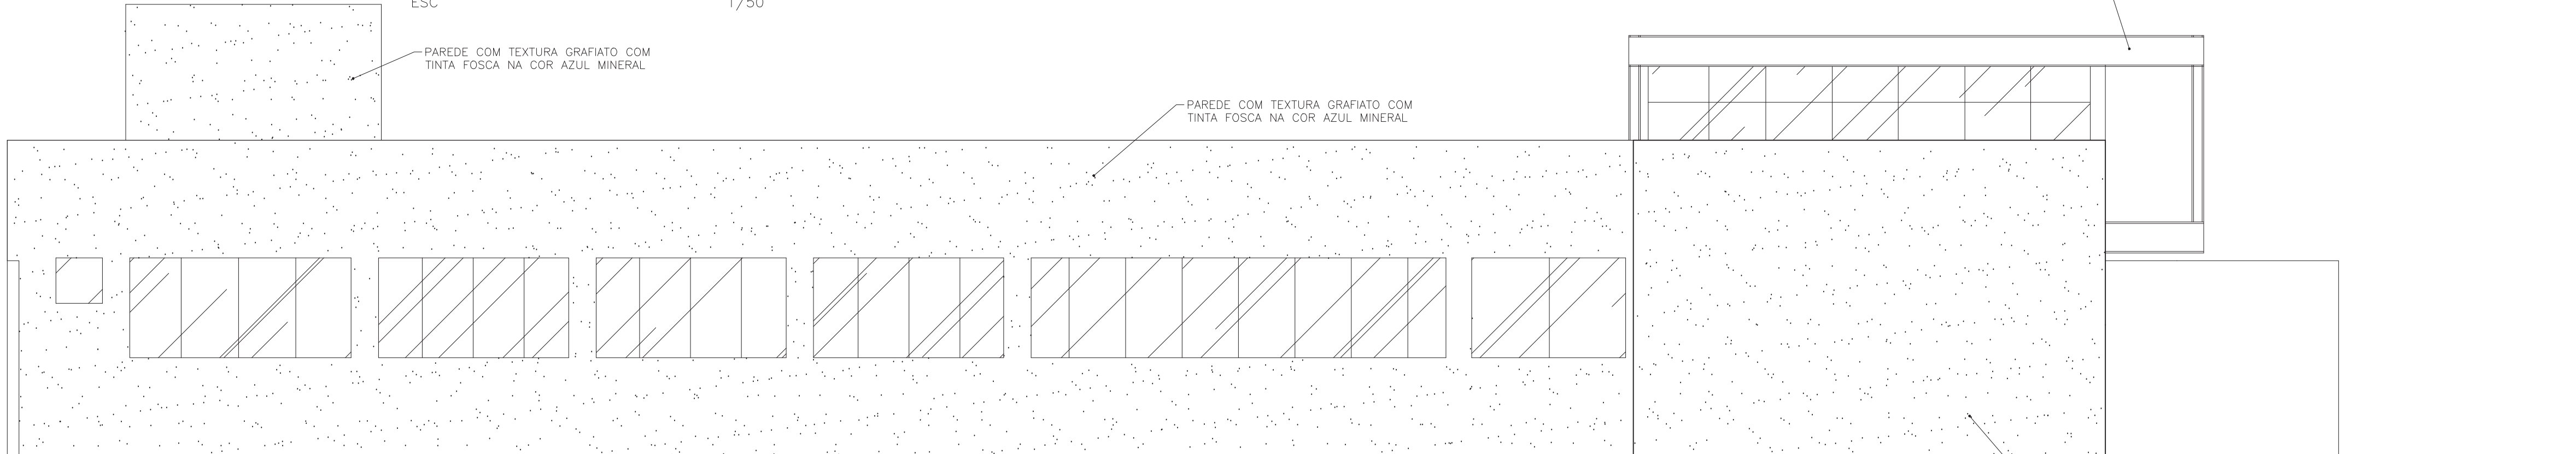 ESC 1/50
PAREDE COM TEXTURA GRAFIATO COM
TINTA FOSCA NA COR AZUL MINERAL
PAREDE COM TEXTURA GRAFIATO COM
TINTA FOSCA NA COR AZUL MINERAL